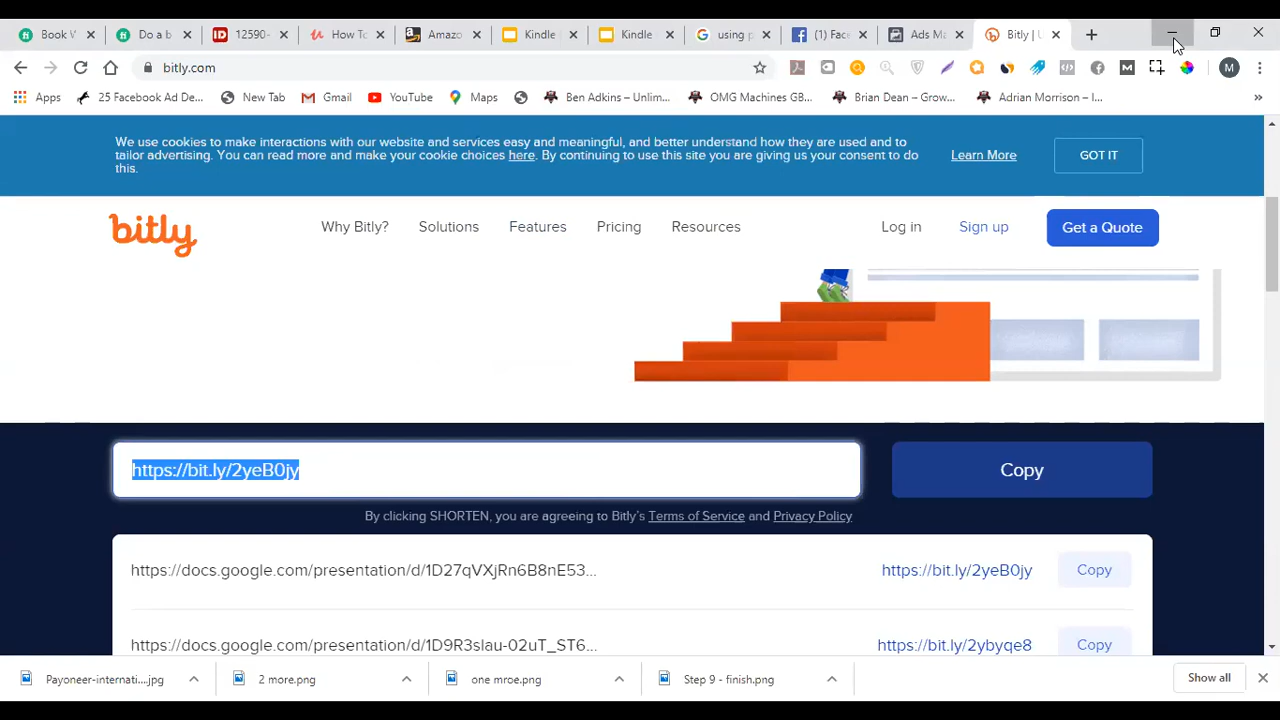 Book V
Do a b
12590-
How To
Amazo
Kindle
Kindle
using p
(1) Face
Ads Ma
Bitly | U
bitly.com
Apps
25 Facebook Ad De...
New Tab
Gmail
YouTube
Maps
Ben Adkins – Unlim...
OMG Machines GB...
Brian Dean – Grow...
Adrian Morrison – I...
»
We use cookies to make interactions with our website and services easy and meaningful, and better understand how they are used and to
tailor advertising. You can read more and make your cookie choices here. By continuing to use this site you are giving us your consent to do
this.
Learn More
GOT IT
bitly
Why Bitly?
Solutions
Features
Pricing
Resources
Log in
Sign up
Get a Quote
https://bit.ly/2yeB0jy
Copy
By clicking SHORTEN, you are agreeing to Bitly's Terms of Service and Privacy Policy
https://docs.google.com/presentation/d/1D27qVXjRn6B8nE53...
https://bit.ly/2yeB0jy
Copy
https://docs.google.com/presentation/d/1D9R3slau-02uT_ST6...
https://bit.ly/2ybyqe8
Copy
Payoneer-internati....jpg
2 more.png
one mroe.png
Step 9 - finish.png
Show all